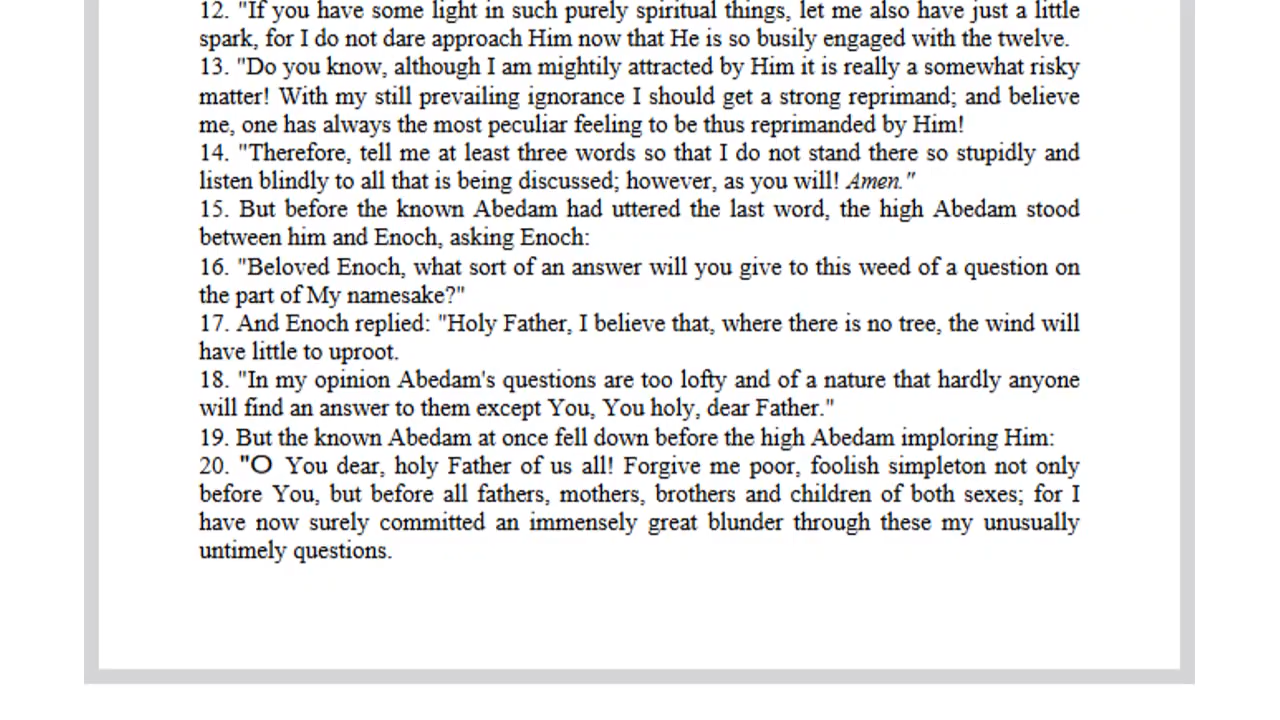 12. "If you have some light in such purely spiritual things, let me also have just a little
spark, for I do not dare approach Him now that He is so busily engaged with the twelve.
13. "Do you know, although I am mightily attracted by Him it is really a somewhat risky
matter! With my still prevailing ignorance I should get a strong reprimand; and believe
me, one has always the most peculiar feeling to be thus reprimanded by Him!
14. "Therefore, tell me at least three words so that I do not stand there so stupidly and
listen blindly to all that is being discussed; however, as you will! Amen."
15. But before the known Abedam had uttered the last word, the high Abedam stood
between him and Enoch, asking Enoch:
16. "Beloved Enoch, what sort of an answer will you give to this weed of a question on
the part of My namesake?"
17. And Enoch replied: "Holy Father, I believe that, where there is no tree, the wind will
have little to uproot.
18. "In my opinion Abedam's questions are too lofty and of a nature that hardly anyone
will find an answer to them except You, You holy, dear Father."
19. But the known Abedam at once fell down before the high Abedam imploring Him:
20. "O You dear, holy Father of us all! Forgive me poor, foolish simpleton not only
before You, but before all fathers, mothers, brothers and children of both sexes; for I
have now surely committed an immensely great blunder through these my unusually
untimely questions.